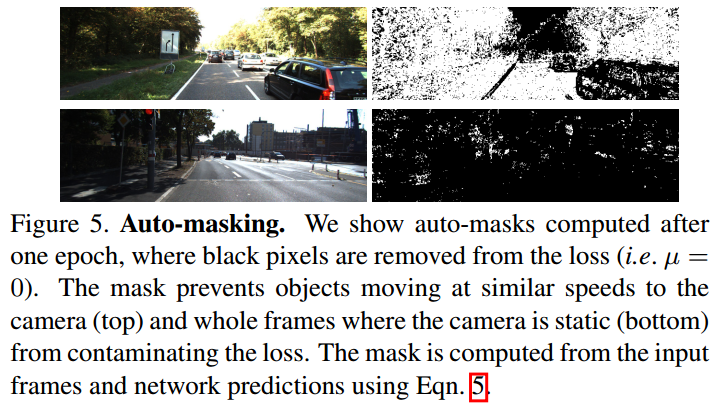 Figure 5. Auto-masking. We show auto-masks computed after
one epoch, where black pixels are removed from the loss (i.e. μ =
0). The mask prevents objects moving at similar speeds to the
camera (top) and whole frames where the camera is static (bottom)
from contaminating the loss. The mask is computed from the input
frames and network predictions using Eqn. 5.